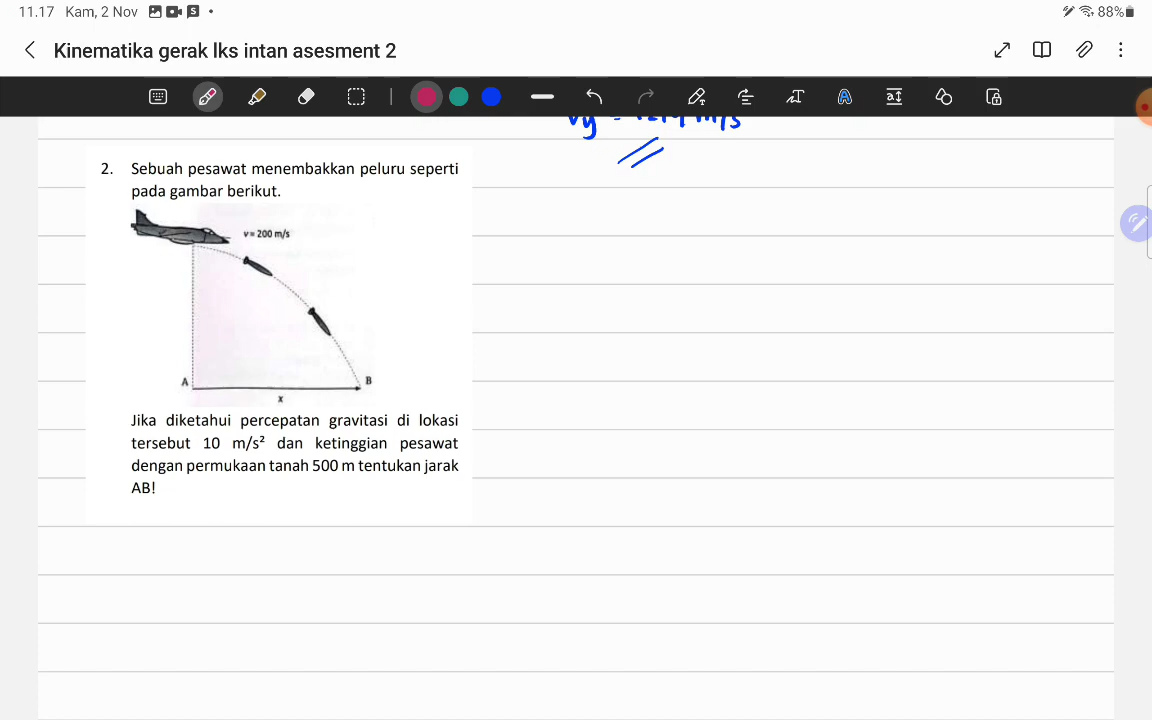 11.17 Kam, 2 Nov S 88%
Kinematika gerak lks intan asesment 2
vy = m/s
2. Sebuah pesawat menembakkan peluru seperti
pada gambar berikut.
v = 200 m/s
A B
x
Jika diketahui percepatan gravitasi di lokasi
tersebut 10 m/s² dan ketinggian pesawat
dengan permukaan tanah 500 m tentukan jarak
AB!